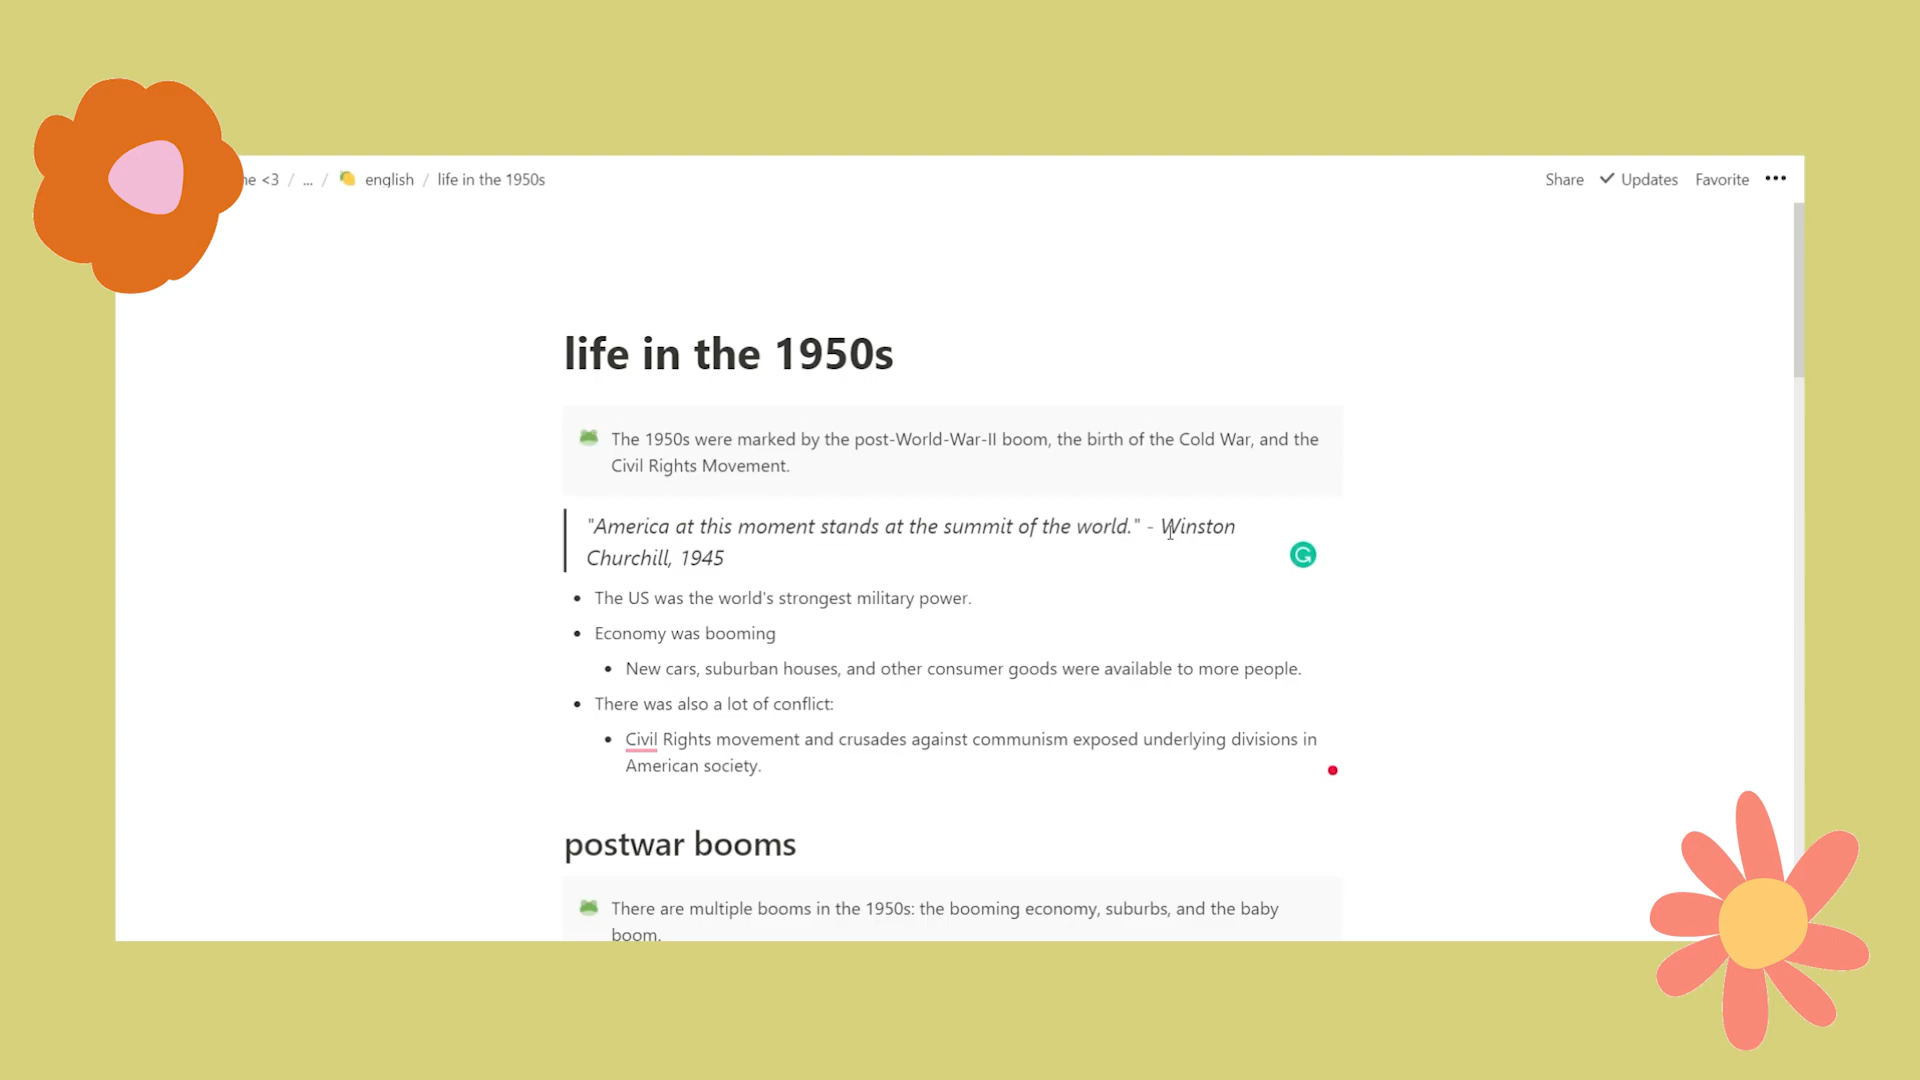 he <3 / ... / english / life in the 1950s
Share Updates Favorite •••
life in the 1950s
The 1950s were marked by the post-World-War-II boom, the birth of the Cold War, and the
Civil Rights Movement.
"America at this moment stands at the summit of the world." - Winston
Churchill, 1945
• The US was the world's strongest military power.
• Economy was booming
• New cars, suburban houses, and other consumer goods were available to more people.
• There was also a lot of conflict:
• Civil Rights movement and crusades against communism exposed underlying divisions in
American society.
postwar booms
There are multiple booms in the 1950s: the booming economy, suburbs, and the baby
boom.